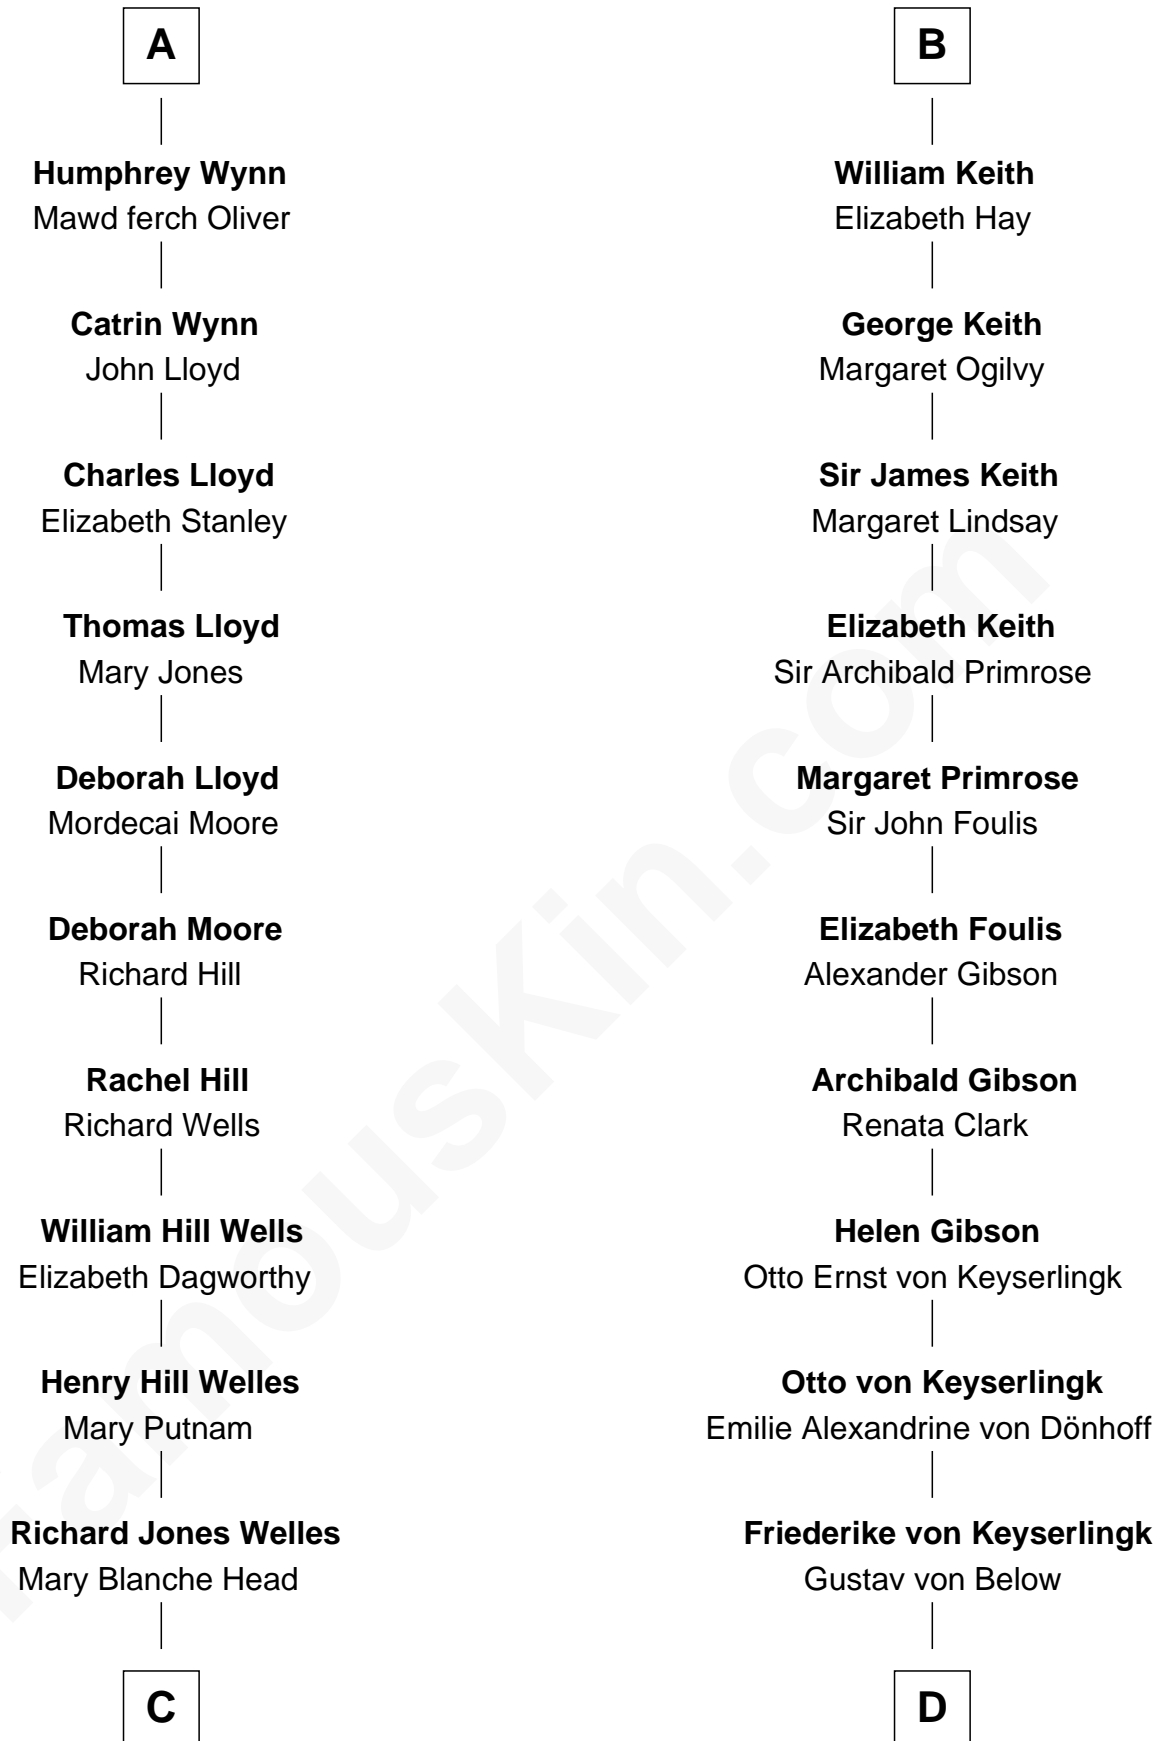 A
Humphrey Wynn
Mawd ferch Oliver
Catrin Wynn
John Lloyd
Charles Lloyd
Elizabeth Stanley
Thomas Lloyd
Mary Jones
Deborah Lloyd
Mordecai Moore
Deborah Moore
Richard Hill
Rachel Hill
Richard Wells
William Hill Wells
Elizabeth Dagworthy
Henry Hill Welles
Mary Putnam
Richard Jones Welles
Mary Blanche Head
C
B
William Keith
Elizabeth Hay
George Keith
Margaret Ogilvy
Sir James Keith
Margaret Lindsay
Elizabeth Keith
Sir Archibald Primrose
Margaret Primrose
Sir John Foulis
Elizabeth Foulis
Alexander Gibson
Archibald Gibson
Renata Clark
Helen Gibson
Otto Ernst von Keyserlingk
Otto von Keyserlingk
Emilie Alexandrine von Dönhoff
Friederike von Keyserlingk
Gustav von Below
D
FamousKin.com